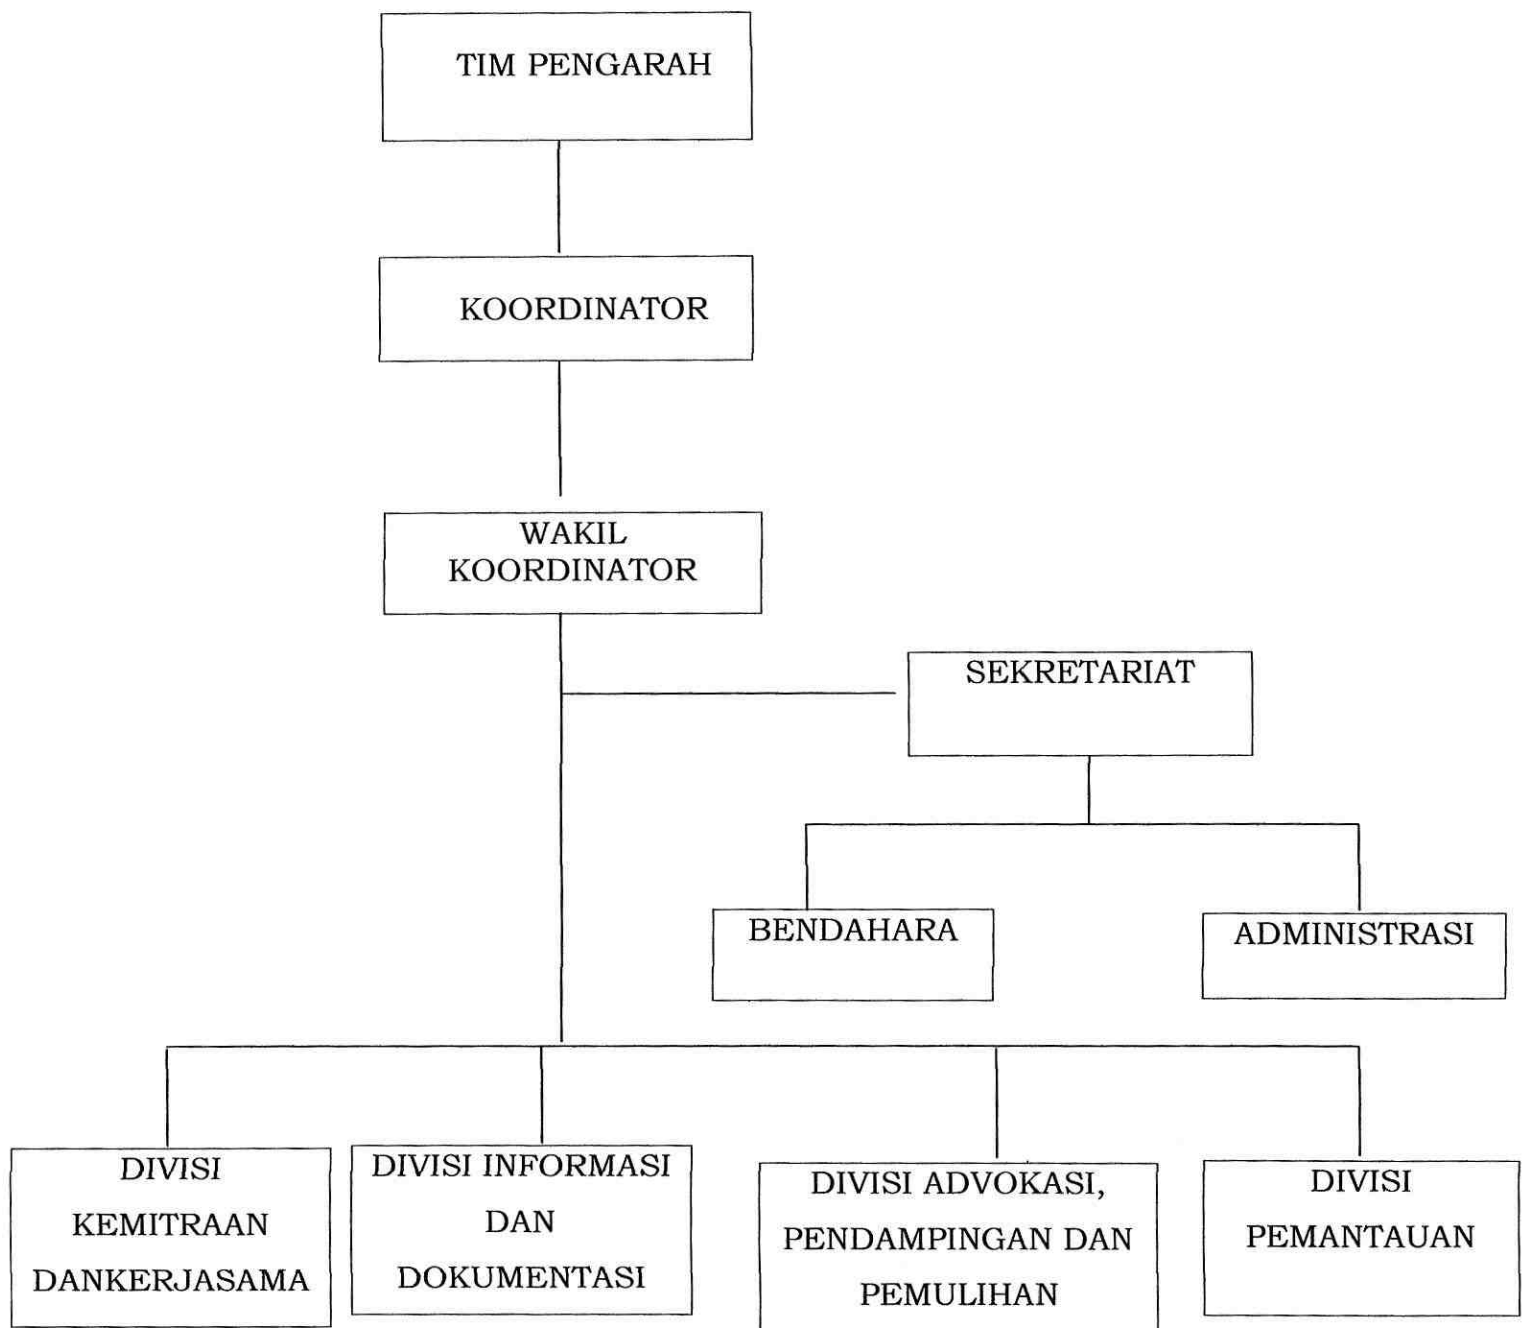 TIM PENGARAH
KOORDINATOR
WAKIL
KOORDINATOR
SEKRETARIAT
BENDAHARA
ADMINISTRASI
DIVISI
KEMITRAAN
DANKERJASAMA
DIVISI INFORMASI
DAN
DOKUMENTASI
DIVISI ADVOKASI,
PENDAMPINGAN DAN
PEMULIHAN
DIVISI
PEMANTAUAN